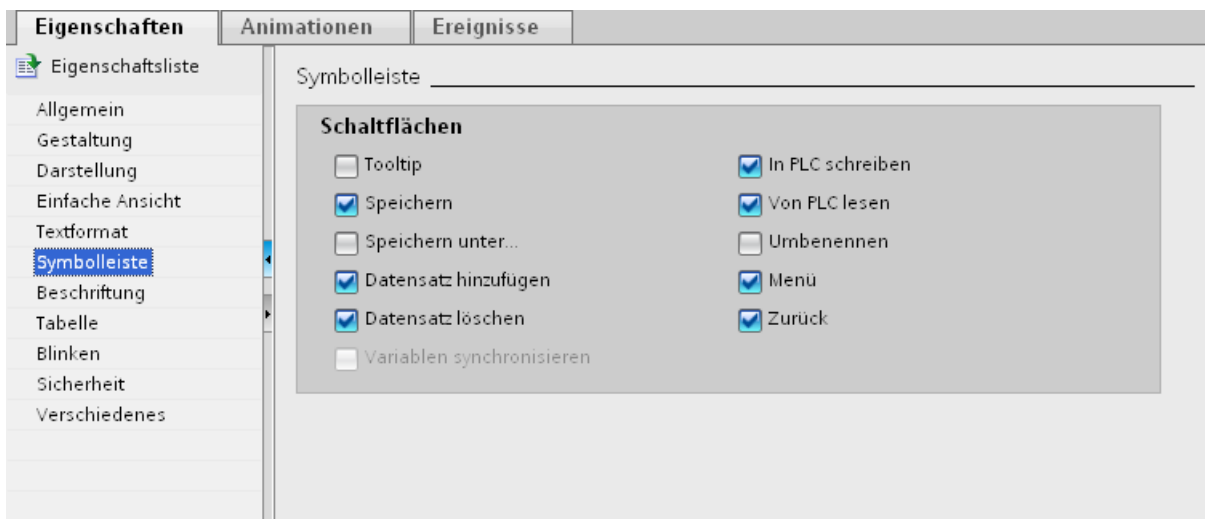 Eigenschaften Animationen Ereignisse
Eigenschaftsliste
Allgemein
Gestaltung
Darstellung
Einfache Ansicht
Textformat
Symbolleiste
Beschriftung
Tabelle
Blinken
Sicherheit
Verschiedenes
Symbolleiste
Schaltflächen
Tooltip
Speichern
Speichern unter...
Datensatz hinzufügen
Datensatz löschen
Variablen synchronisieren
In PLC schreiben
Von PLC lesen
Umbenennen
Menü
Zurück